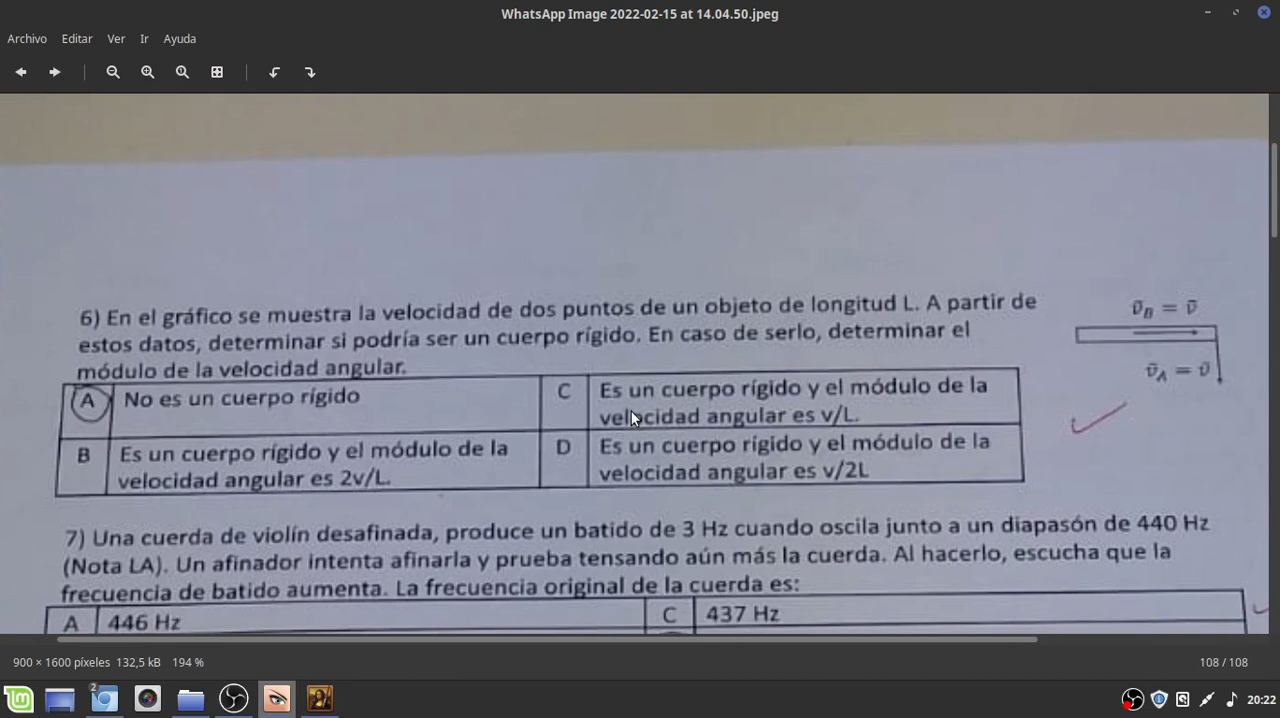 WhatsApp Image 2022-02-15 at 14.04.50.jpeg
Archivo Editar Ver Ir Ayuda
6) En el gráfico se muestra la velocidad de dos puntos de un objeto de longitud L. A partir de
estos datos, determinar si podría ser un cuerpo rígido. En caso de serlo, determinar el
módulo de la velocidad angular.
v̄B = v̄
v̄A = v̄
A No es un cuerpo rígido
C Es un cuerpo rígido y el módulo de la
velocidad angular es v/L.
B Es un cuerpo rígido y el módulo de la
velocidad angular es 2v/L.
D Es un cuerpo rígido y el módulo de la
velocidad angular es v/2L
7) Una cuerda de violín desafinada, produce un batido de 3 Hz cuando oscila junto a un diapasón de 440 Hz
(Nota LA). Un afinador intenta afinarla y prueba tensando aún más la cuerda. Al hacerlo, escucha que la
frecuencia de batido aumenta. La frecuencia original de la cuerda es:
A 446 Hz
C 437 Hz
900 × 1600 píxeles 132,5 kB 194 %
108 / 108
2
20:22